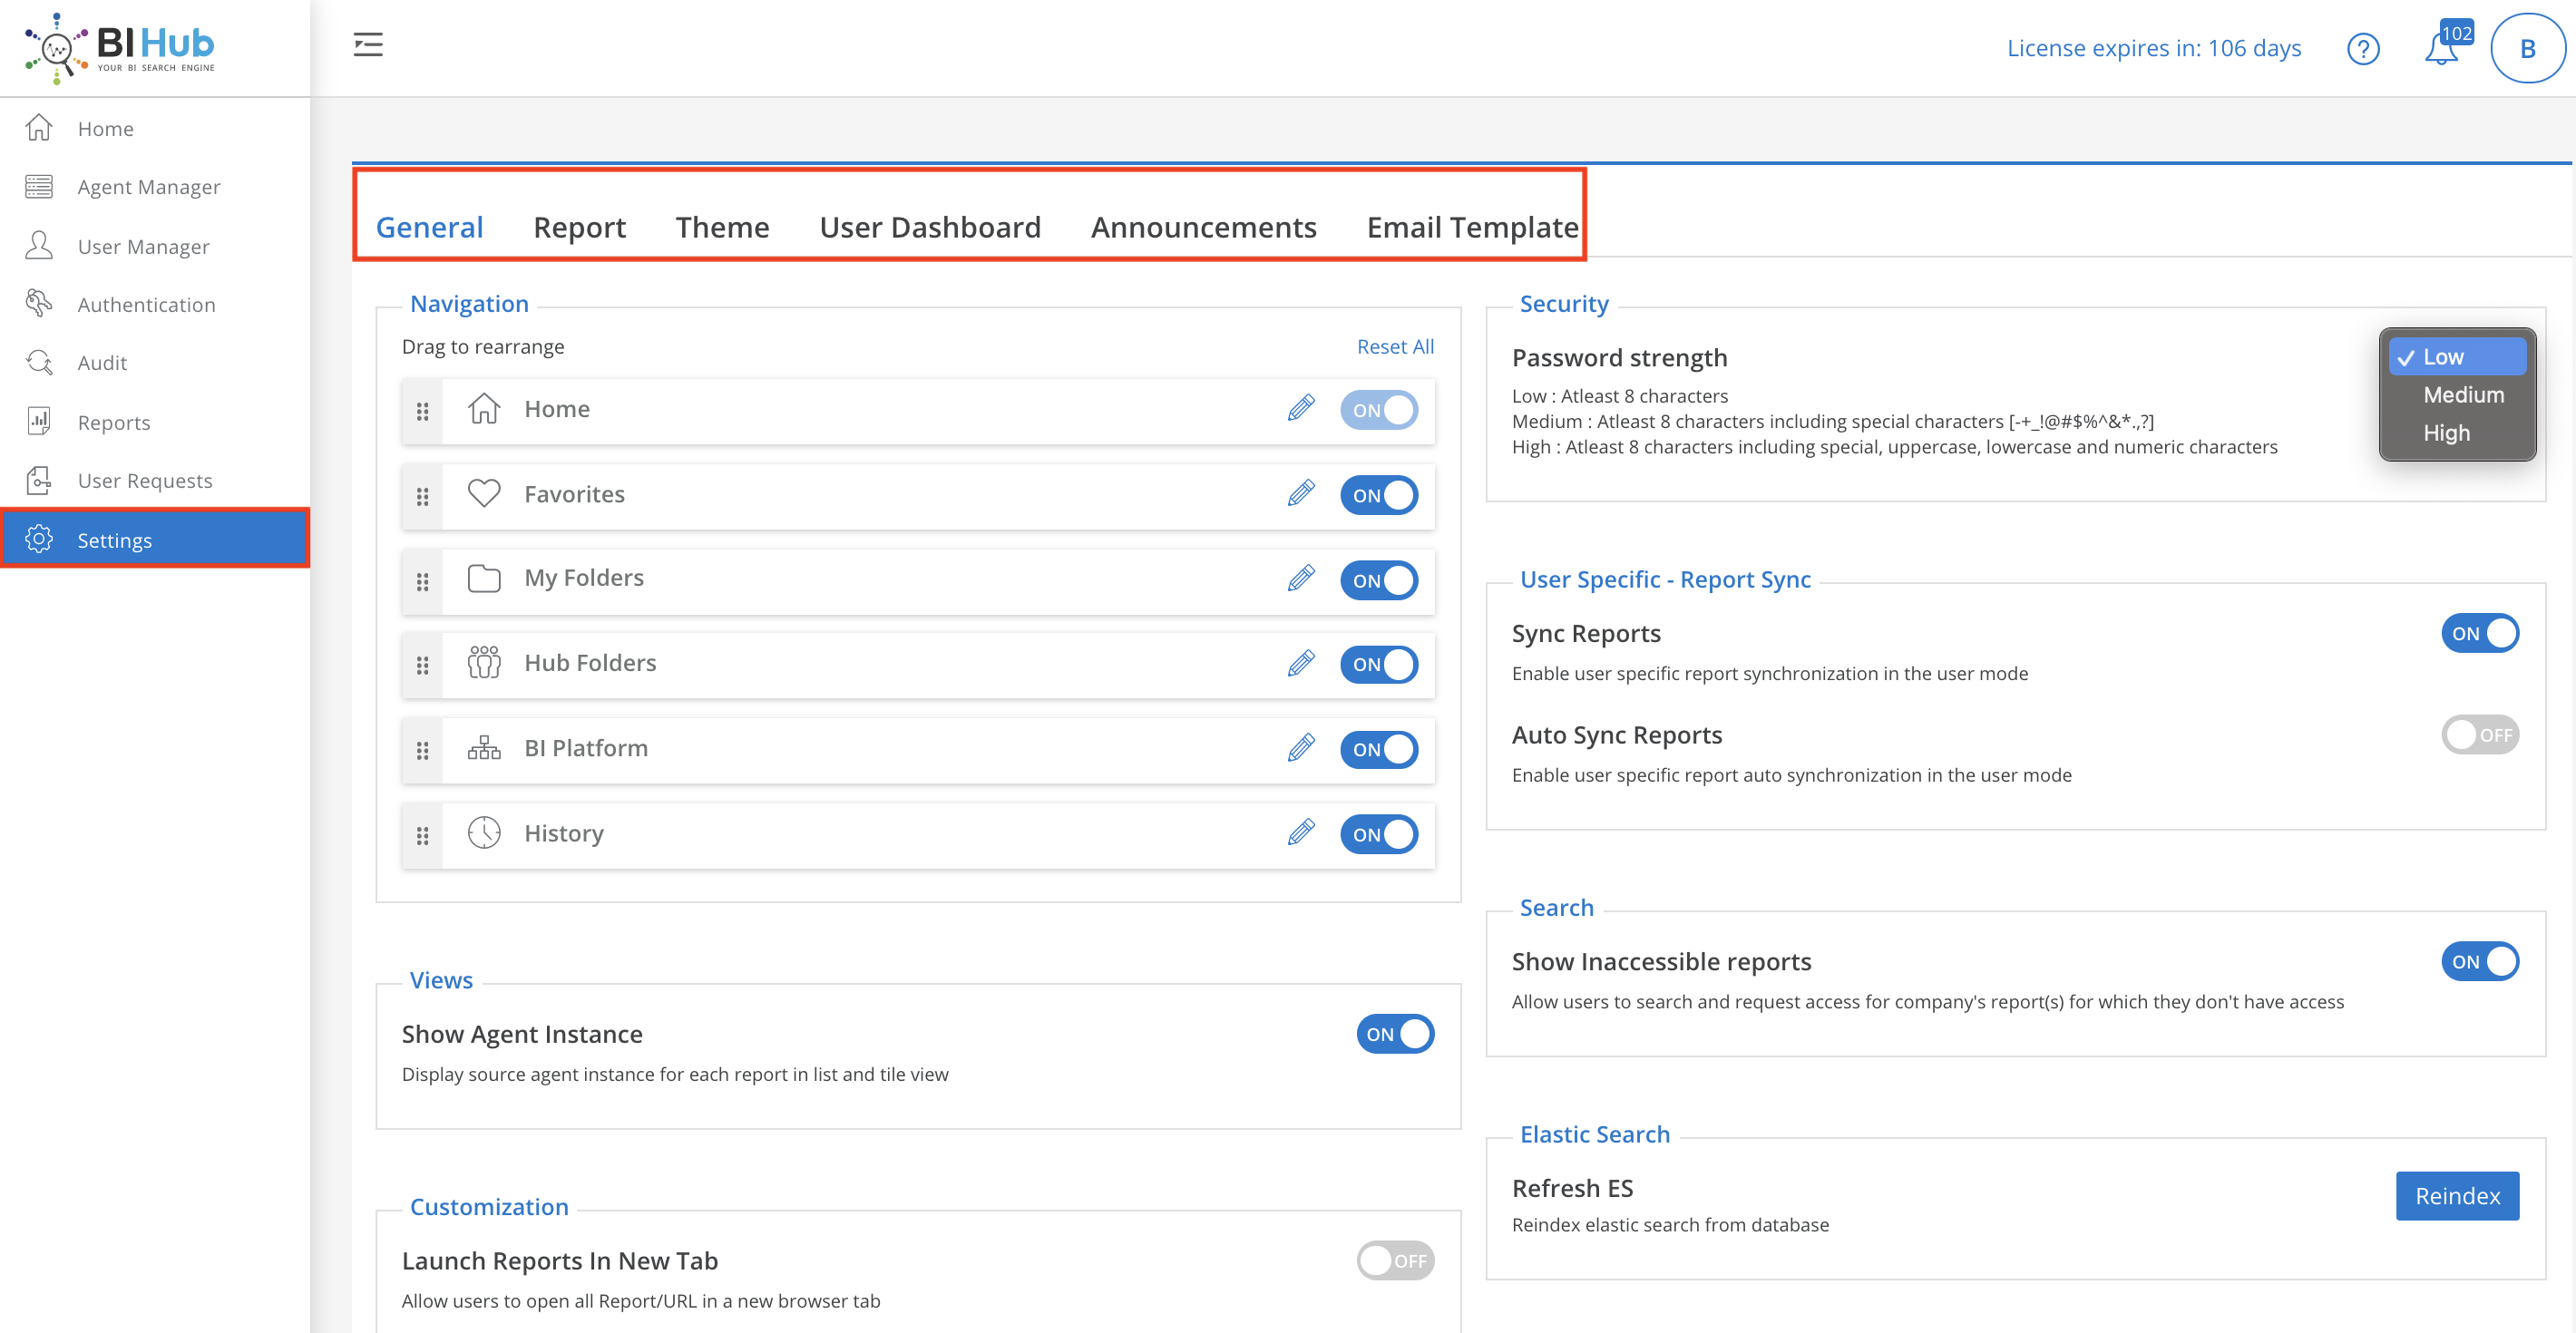 BI Hub
YOUR BI SEARCH ENGINE
License expires in: 106 days
?
102
B
Home
Agent Manager
User Manager
Authentication
Audit
Reports
User Requests
Settings
General Report Theme User Dashboard Announcements Email Template
Navigation
Drag to rearrange Reset All
Home ON
Favorites ON
My Folders ON
Hub Folders ON
BI Platform ON
History ON
Views
Show Agent Instance ON
Display source agent instance for each report in list and tile view
Customization
Launch Reports In New Tab OFF
Allow users to open all Report/URL in a new browser tab
Security
Password strength
Low : Atleast 8 characters
Medium : Atleast 8 characters including special characters [-+_!@#$%^&*.,?]
High : Atleast 8 characters including special, uppercase, lowercase and numeric characters
Low
Medium
High
User Specific - Report Sync
Sync Reports ON
Enable user specific report synchronization in the user mode
Auto Sync Reports OFF
Enable user specific report auto synchronization in the user mode
Search
Show Inaccessible reports ON
Allow users to search and request access for company's report(s) for which they don't have access
Elastic Search
Refresh ES
Reindex
Reindex elastic search from database